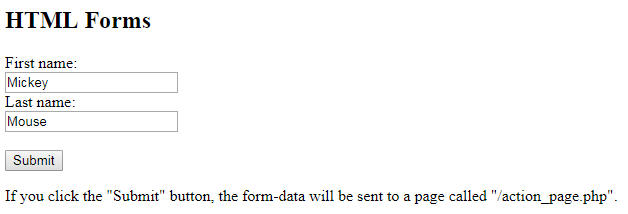 HTML Forms
First name:
Mickey
Last name:
Mouse
Submit
If you click the "Submit" button, the form-data will be sent to a page called "/action_page.php".